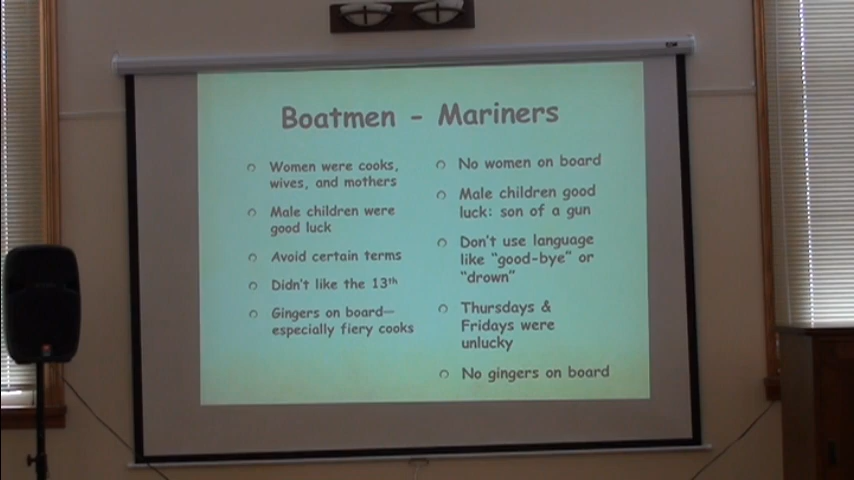 Boatmen - Mariners
Women were cooks,
wives, and mothers
Male children were
good luck
Avoid certain terms
Didn't like the 13th
Gingers on board—
especially fiery cooks
No women on board
Male children good
luck: son of a gun
Don't use language
like "good-bye" or
"drown"
Thursdays &
Fridays were
unlucky
No gingers on board